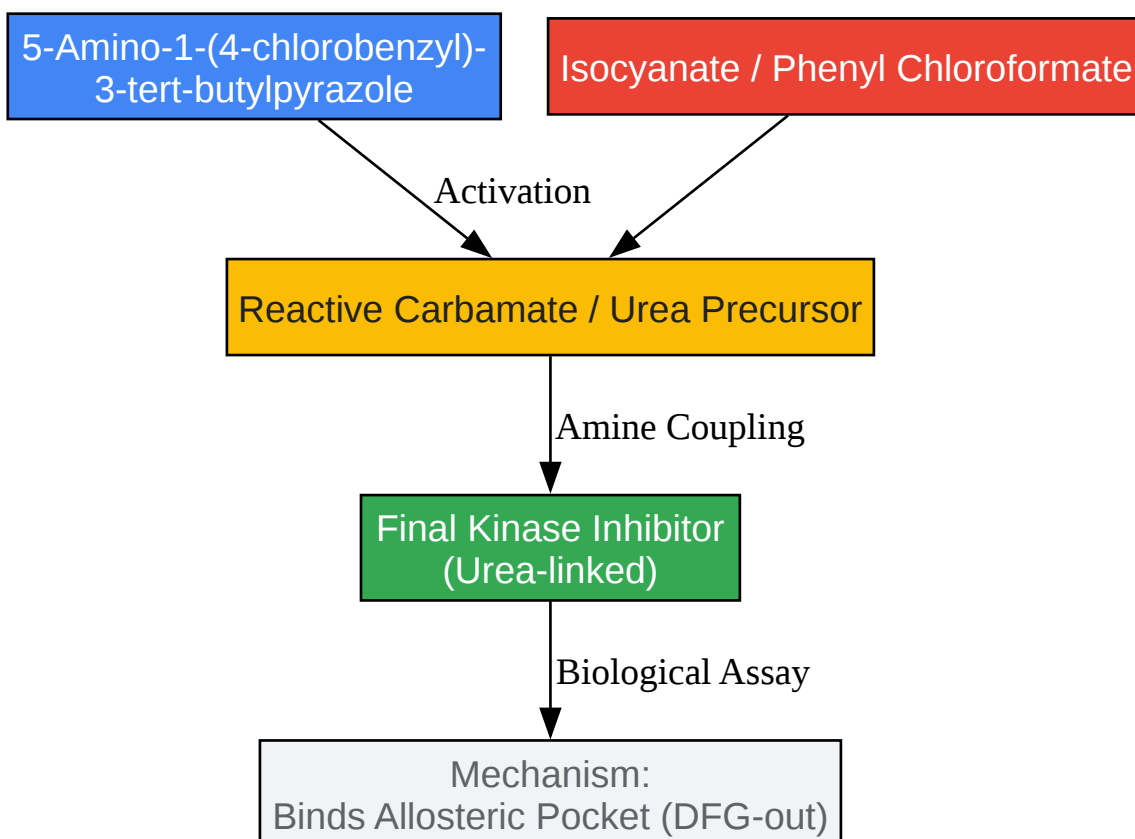 5-Amino-1-(4-chlorobenzyl)-
3-tert-butylpyrazole
Isocyanate / Phenyl Chloroformate
Activation
Reactive Carbamate / Urea Precursor
Amine Coupling
Final Kinase Inhibitor
(Urea-linked)
Biological Assay
Mechanism:
Binds Allosteric Pocket (DFG-out)